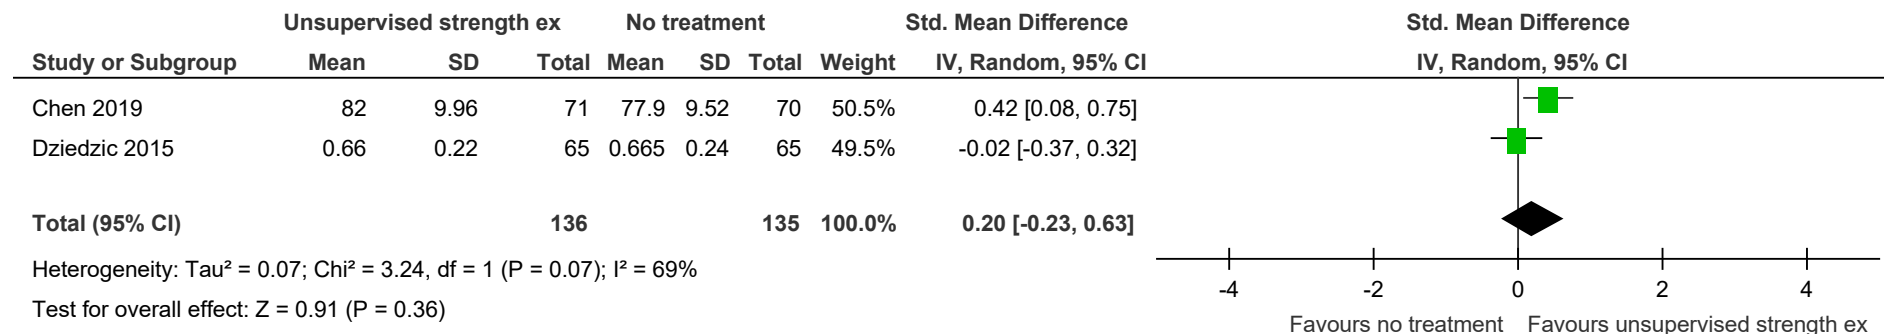 Unsupervised strength ex No treatment Std. Mean Difference Std. Mean Difference
Study or Subgroup Mean SD Total Mean SD Total Weight IV, Random, 95% CI IV, Random, 95% CI
Chen 2019 82 9.96 71 77.9 9.52 70 50.5% 0.42 [0.08, 0.75]
Dziedzic 2015 0.66 0.22 65 0.665 0.24 65 49.5% -0.02 [-0.37, 0.32]
Total (95% CI) 136 135 100.0% 0.20 [-0.23, 0.63]
Heterogeneity: Tau² = 0.07; Chi² = 3.24, df = 1 (P = 0.07); I² = 69%
Test for overall effect: Z = 0.91 (P = 0.36)
-4 -2 0 2 4
Favours no treatment Favours unsupervised strength ex